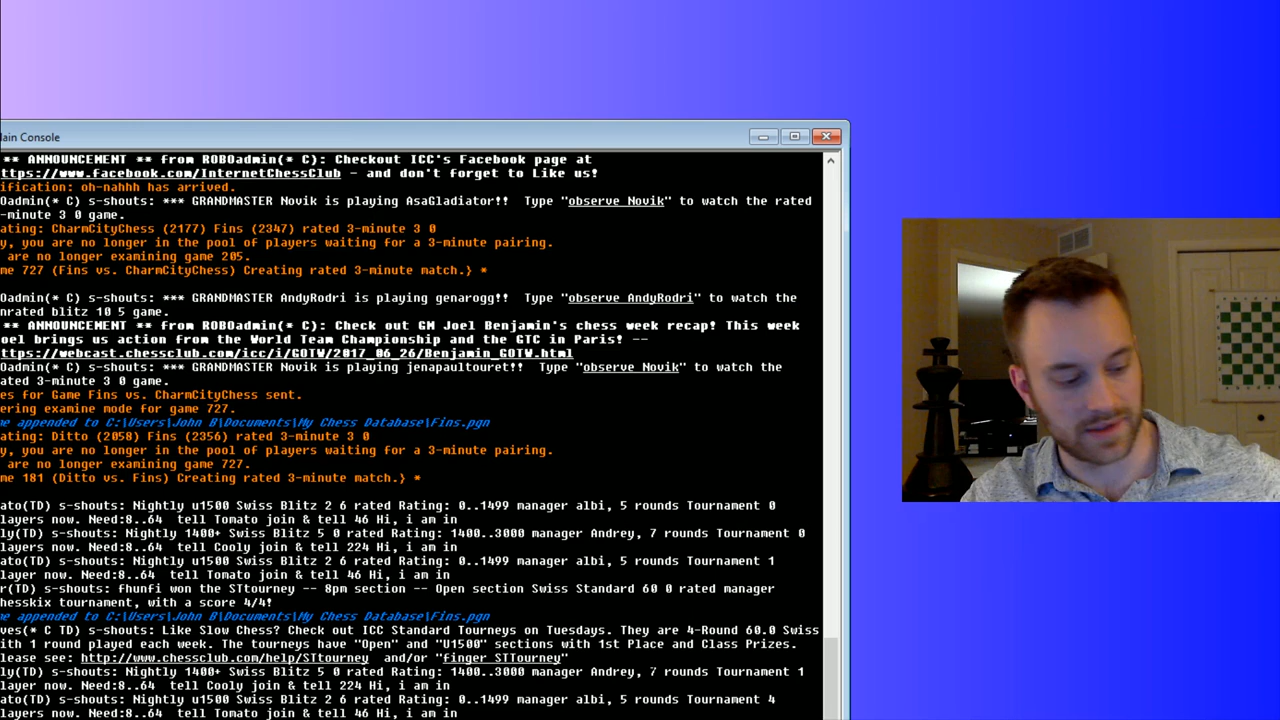 lain Console
** ANNOUNCEMENT ** from ROBOadmin(* C): Checkout ICC's Facebook page at
ttps://www.facebook.com/InternetChessClub - and don't forget to Like us!
ification: oh-nahhh has arrived.
Oadmin(* C) s-shouts: *** GRANDMASTER Novik is playing AsaGladiator!! Type "observe Novik" to watch the rated
-minute 3 0 game.
ating: CharmCityChess (2177) Fins (2347) rated 3-minute 3 0
y, you are no longer in the pool of players waiting for a 3-minute pairing.
are no longer examining game 205.
me 727 (Fins vs. CharmCityChess) Creating rated 3-minute match.} *
Oadmin(* C) s-shouts: *** GRANDMASTER AndyRodri is playing genarogg!! Type "observe AndyRodri" to watch the
nrated blitz 10 5 game.
** ANNOUNCEMENT ** from ROBOadmin(* C): Check out GM Joel Benjamin's chess week recap! This week
oel brings us action from the World Team Championship and the GTC in Paris! --
ttps://webcast.chessclub.com/icc/i/GOTW/2017_06_26/Benjamin_GOTW.html
Oadmin(* C) s-shouts: *** GRANDMASTER Novik is playing jenapaultouret!! Type "observe Novik" to watch the
ated 3-minute 3 0 game.
es for Game Fins vs. CharmCityChess sent.
ering examine mode for game 727.
me appended to C:\Users\John B\Documents\My Chess Database\Fins.pgn
ating: Ditto (2058) Fins (2356) rated 3-minute 3 0
y, you are no longer in the pool of players waiting for a 3-minute pairing.
are no longer examining game 727.
me 181 (Ditto vs. Fins) Creating rated 3-minute match.} *
ato(TD) s-shouts: Nightly u1500 Swiss Blitz 2 6 rated Rating: 0..1499 manager albi, 5 rounds Tournament 0
layers now. Need:8..64 tell Tomato join & tell 46 Hi, i am in
ly(TD) s-shouts: Nightly 1400+ Swiss Blitz 5 0 rated Rating: 1400..3000 manager Andrey, 7 rounds Tournament 0
layers now. Need:8..64 tell Cooly join & tell 224 Hi, i am in
ato(TD) s-shouts: Nightly u1500 Swiss Blitz 2 6 rated Rating: 0..1499 manager albi, 5 rounds Tournament 1
layer now. Need:8..64 tell Tomato join & tell 46 Hi, i am in
r(TD) s-shouts: fhunfi won the STtourney -- 8pm section -- Open section Swiss Standard 60 0 rated manager
hesskix tournament, with a score 4/4!
me appended to C:\Users\John B\Documents\My Chess Database\Fins.pgn
ves(* C TD) s-shouts: Like Slow Chess? Check out ICC Standard Tourneys on Tuesdays. They are 4-Round 60.0 Swiss
ith 1 round played each week. The tourneys have "Open" and "U1500" sections with 1st Place and Class Prizes.
lease see: http://www.chessclub.com/help/STtourney and/or "finger STTourney"
ly(TD) s-shouts: Nightly 1400+ Swiss Blitz 5 0 rated Rating: 1400..3000 manager Andrey, 7 rounds Tournament 1
layers now. Need:8..64 tell Cooly join & tell 224 Hi, i am in
ato(TD) s-shouts: Nightly u1500 Swiss Blitz 2 6 rated Rating: 0..1499 manager albi, 5 rounds Tournament 4
layers now. Need:8..64 tell Tomato join & tell 46 Hi, i am in